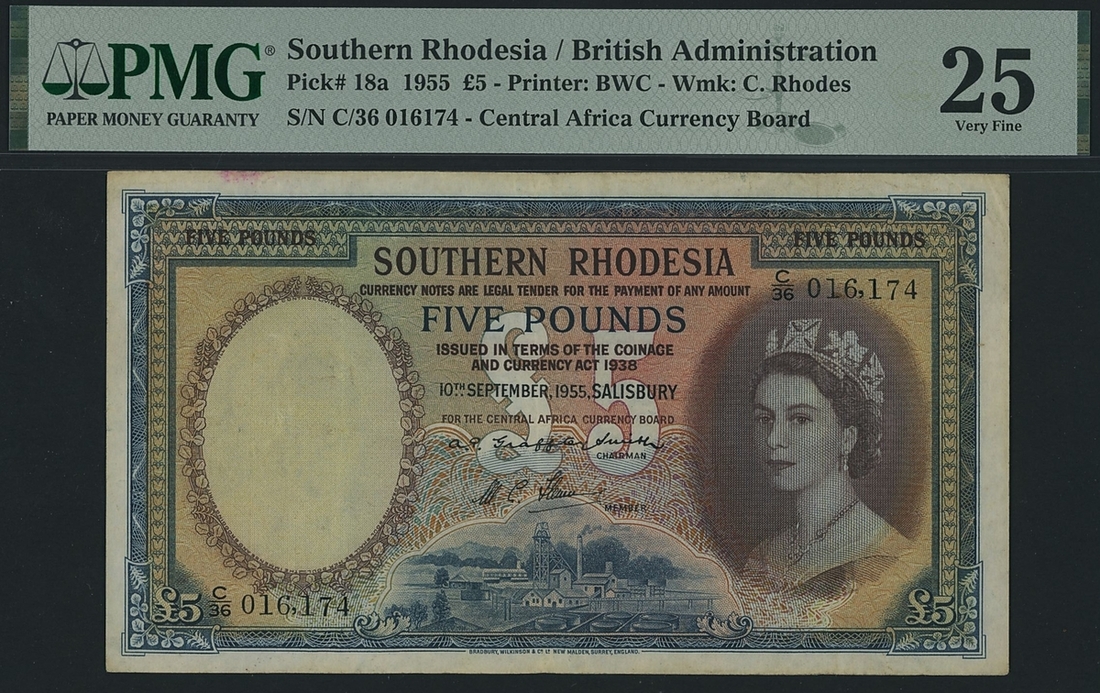 PMG®
PAPER MONEY GUARANTY
Southern Rhodesia / British Administration
Pick# 18a 1955 £5 - Printer: BWC - Wmk: C. Rhodes
S/N C/36 016174 - Central Africa Currency Board
25
Very Fine
FIVE POUNDS
FIVE POUNDS
SOUTHERN RHODESIA
CURRENCY NOTES ARE LEGAL TENDER FOR THE PAYMENT OF ANY AMOUNT
C/36 016,174
FIVE POUNDS
£5
ISSUED IN TERMS OF THE COINAGE
AND CURRENCY ACT 1938
10TH SEPTEMBER, 1955, SALISBURY
FOR THE CENTRAL AFRICA CURRENCY BOARD
CHAIRMAN
MEMBER
£5 C/36 016,174
£5
BRADBURY, WILKINSON & Co. Ld. NEW MALDEN, SURREY, ENGLAND.